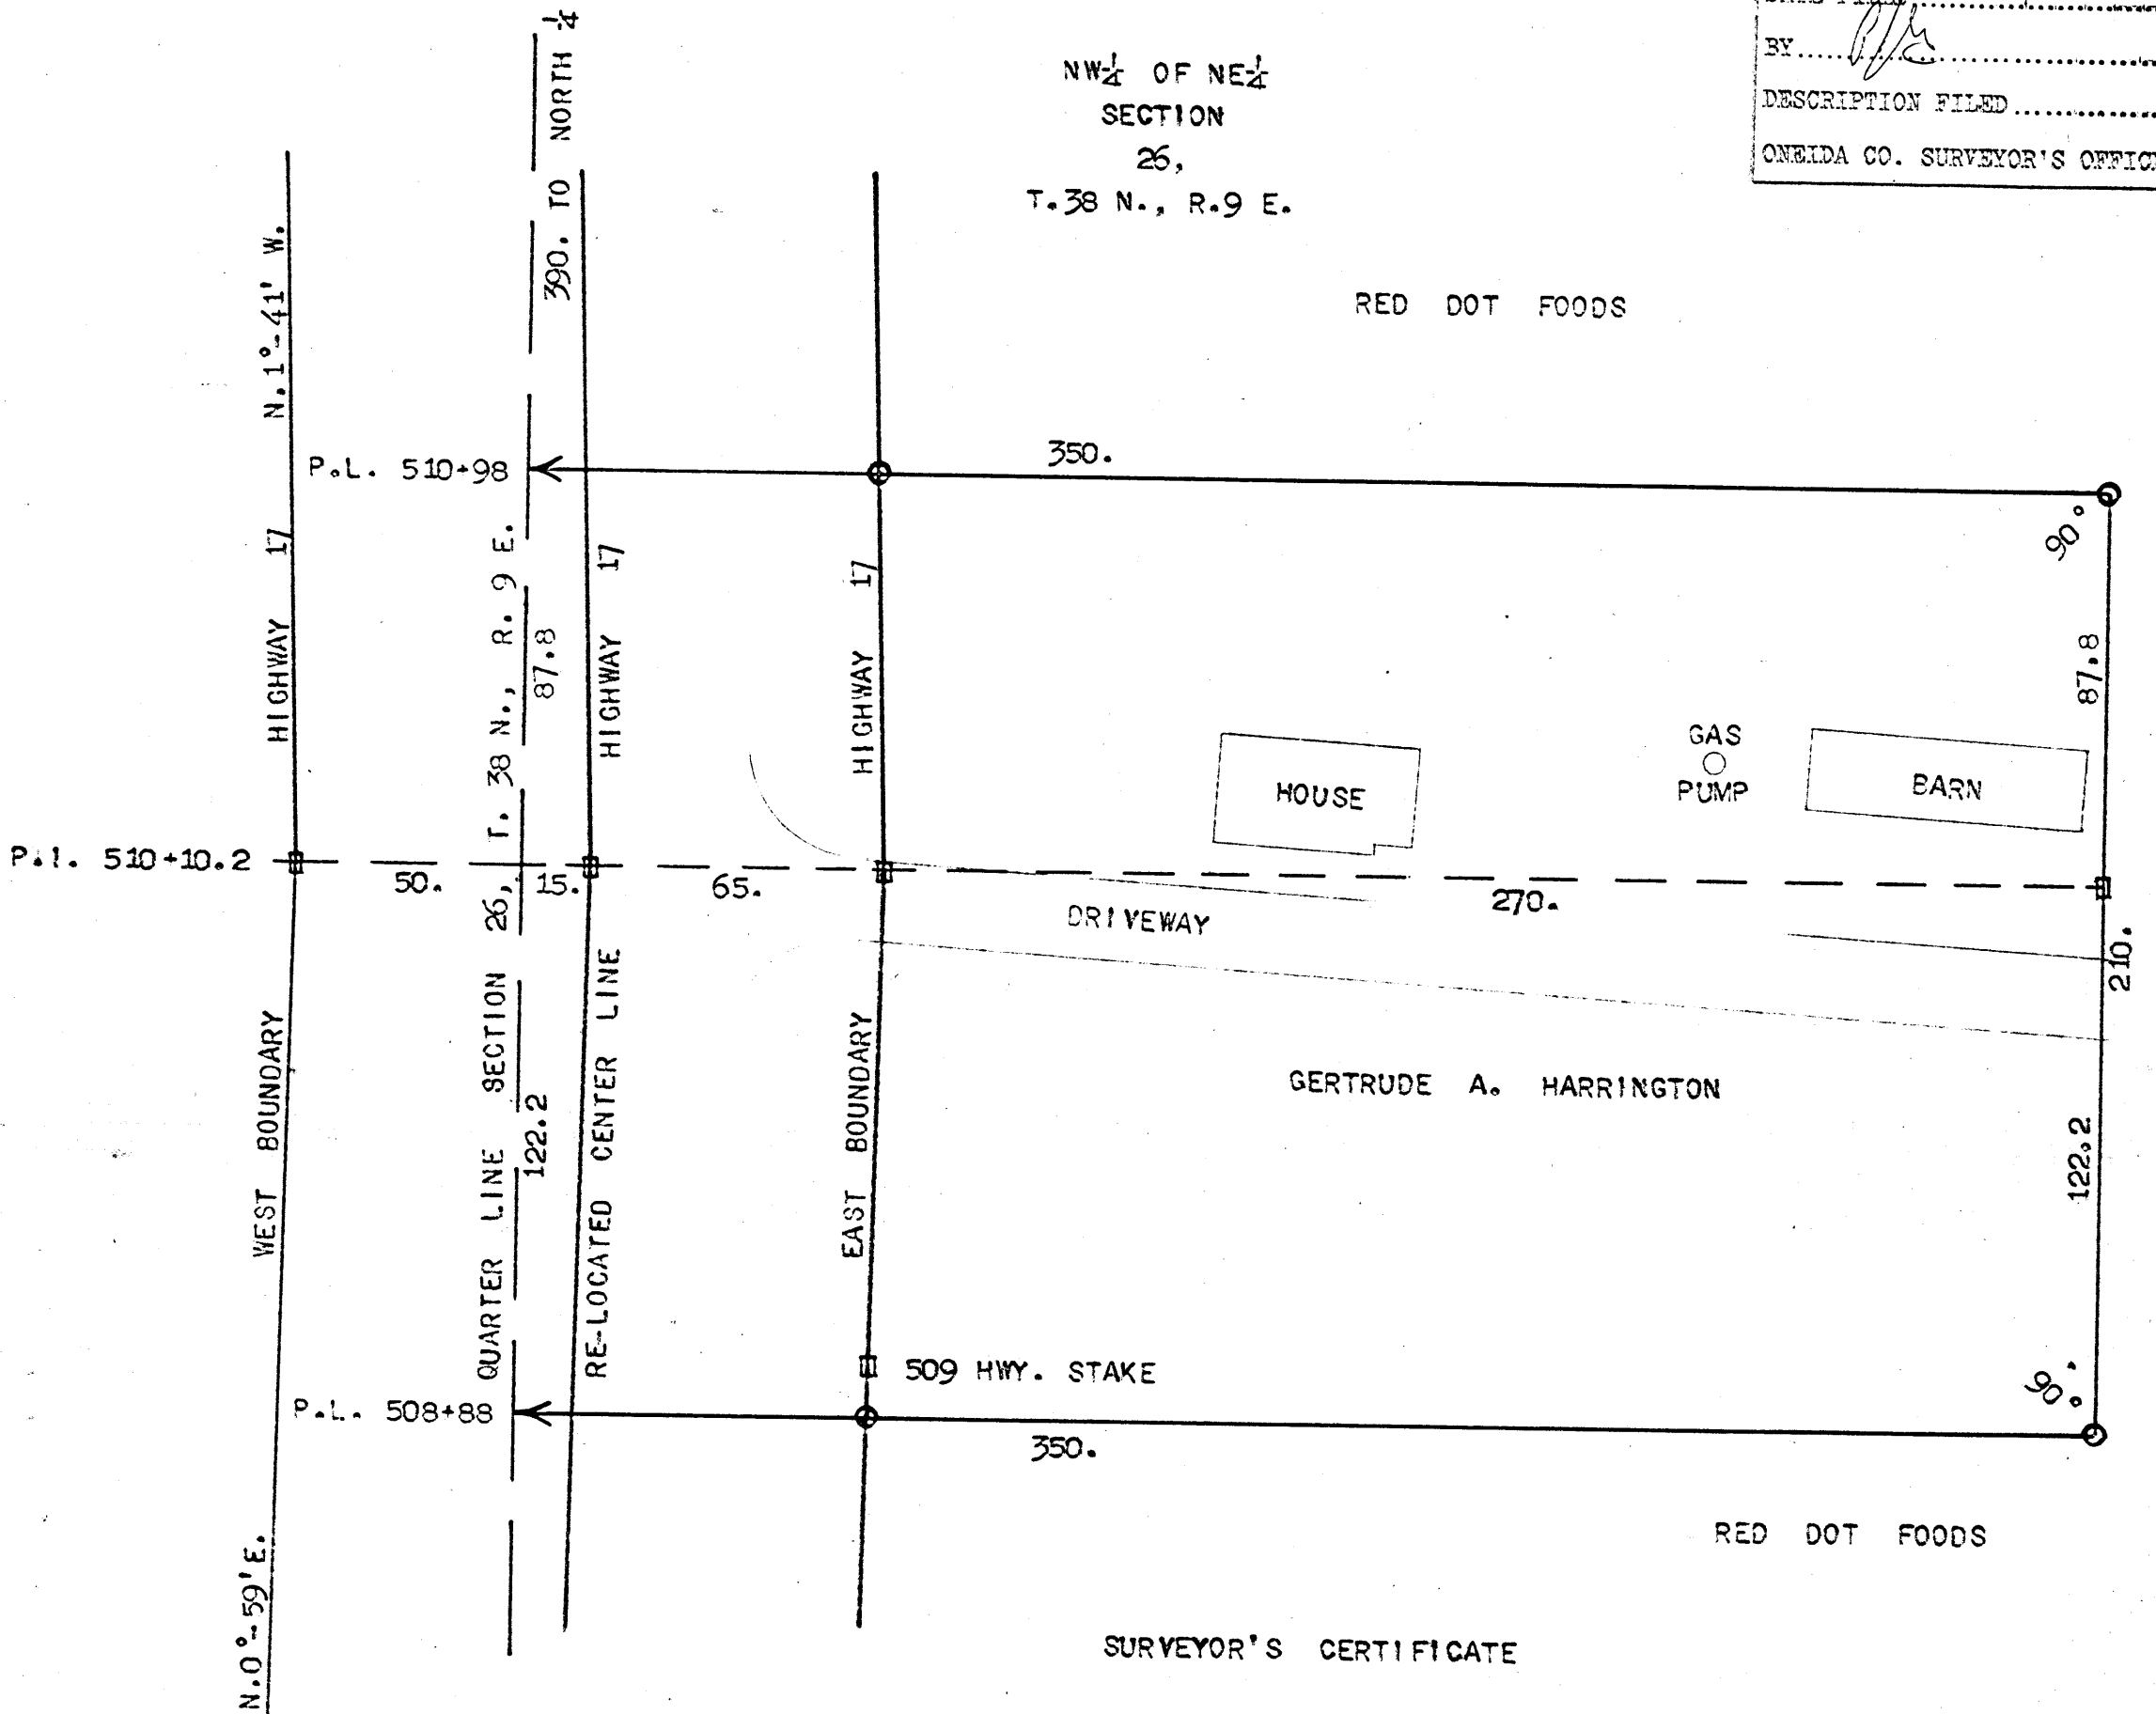 BY
DESCRIPTION FILED
ONEIDA CO. SURVEYOR'S OFFICE
NW¼ OF NE¼
SECTION
26,
T.38 N., R.9 E.
RED DOT FOODS
390. TO NORTH ¼
N.1°-41' W.
HIGHWAY 17
WEST BOUNDARY
N.0°-59'E.
P.L. 510+98
350.
90°
QUARTER LINE SECTION 26, T. 38 N., R. 9 E.
87.8
HIGHWAY 17
RE-LOCATED CENTER LINE
HIGHWAY 17
EAST BOUNDARY
87.8
HOUSE
GAS
PUMP
BARN
P.I. 510+10.2
50.
15.
65.
270.
DRIVEWAY
210.
GERTRUDE A. HARRINGTON
122.2
122.2
509 HWY. STAKE
P.L. 508+88
350.
90°
RED DOT FOODS
SURVEYOR'S CERTIFICATE